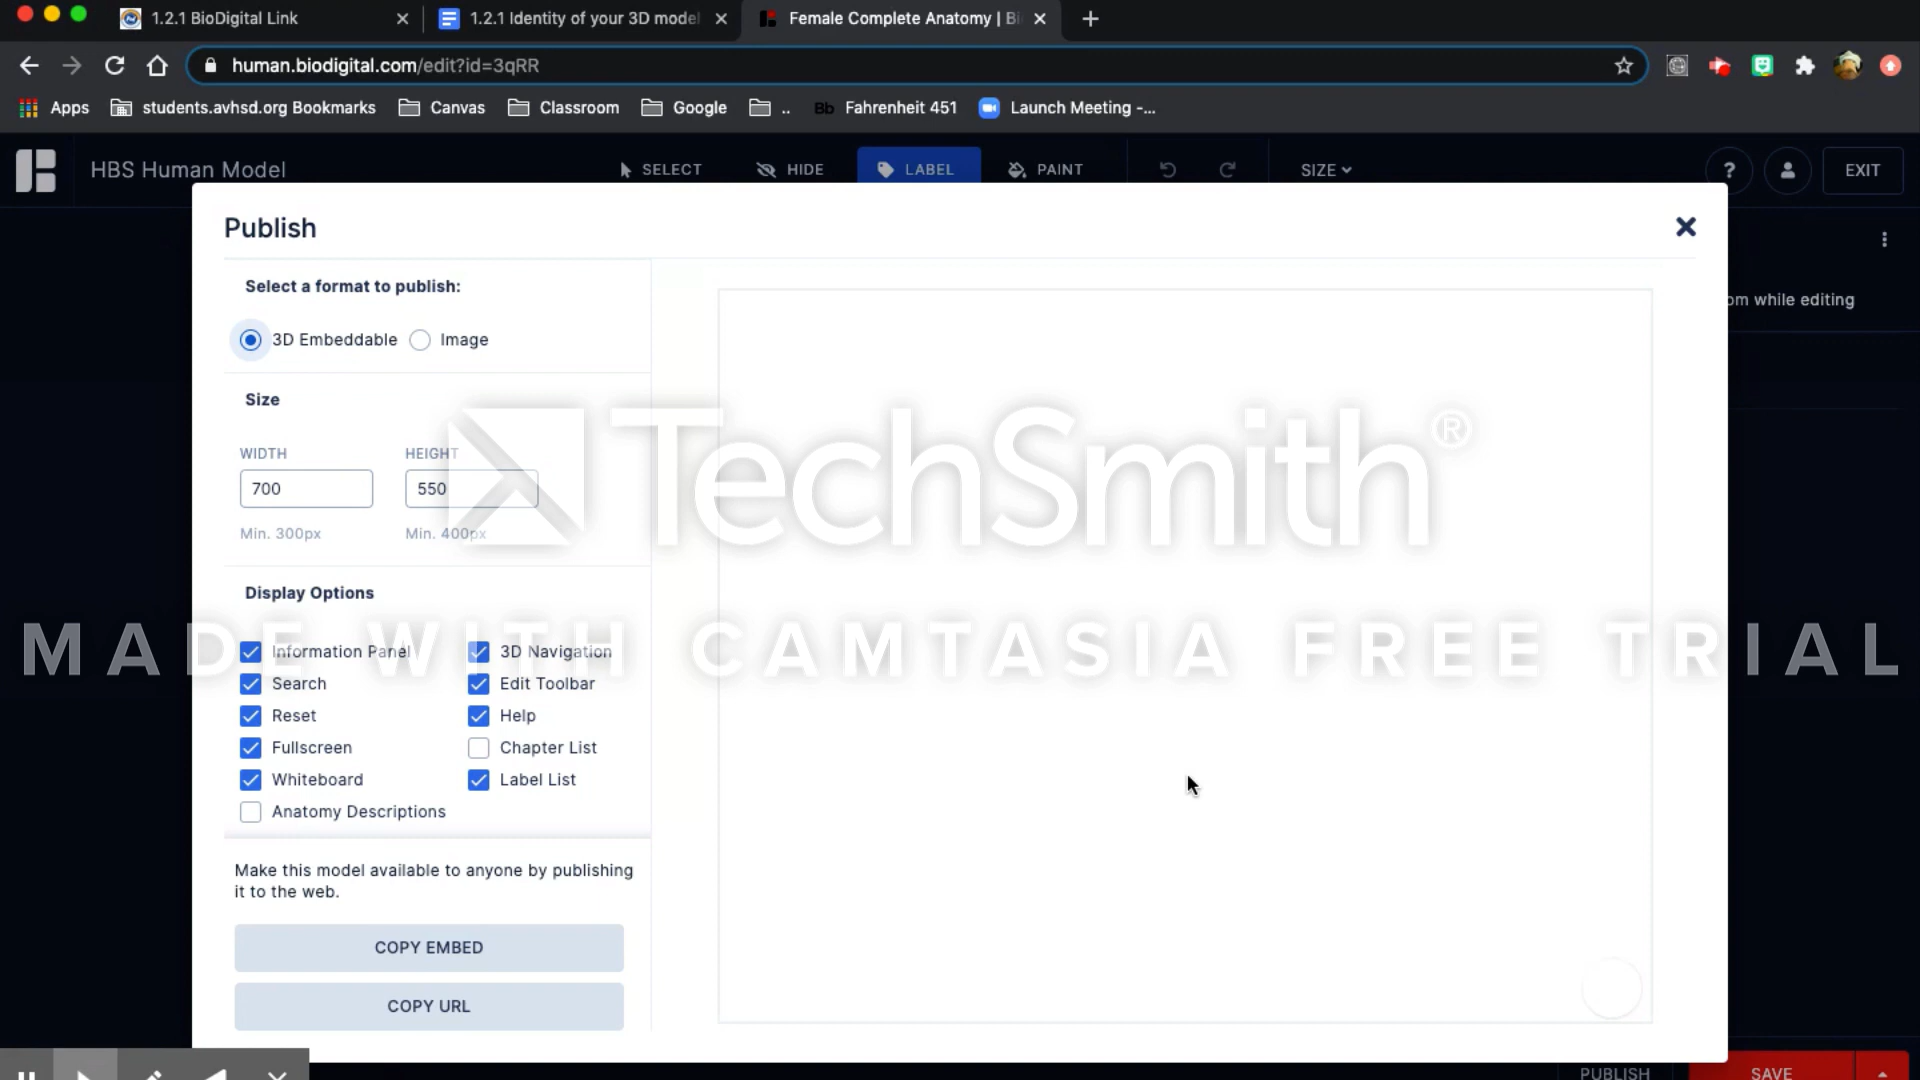 1.2.1 BioDigital Link
1.2.1 Identity of your 3D model
Female Complete Anatomy | Bi
human.biodigital.com/edit?id=3qRR
Apps
students.avhsd.org Bookmarks
Canvas
Classroom
Google
..
Bb Fahrenheit 451
Launch Meeting -...
HBS Human Model
SELECT
HIDE
LABEL
PAINT
SIZE
?
EXIT
Publish
om while editing
Select a format to publish:
3D Embeddable
Image
Size
WIDTH
HEIGHT
700
550
Min. 300px
Min. 400px
TechSmith®
MADE WITH CAMTASIA FREE TRIAL
Display Options
Information Panel
3D Navigation
Search
Edit Toolbar
Reset
Help
Fullscreen
Chapter List
Whiteboard
Label List
Anatomy Descriptions
Make this model available to anyone by publishing
it to the web.
COPY EMBED
COPY URL
PUBLISH
SAVE